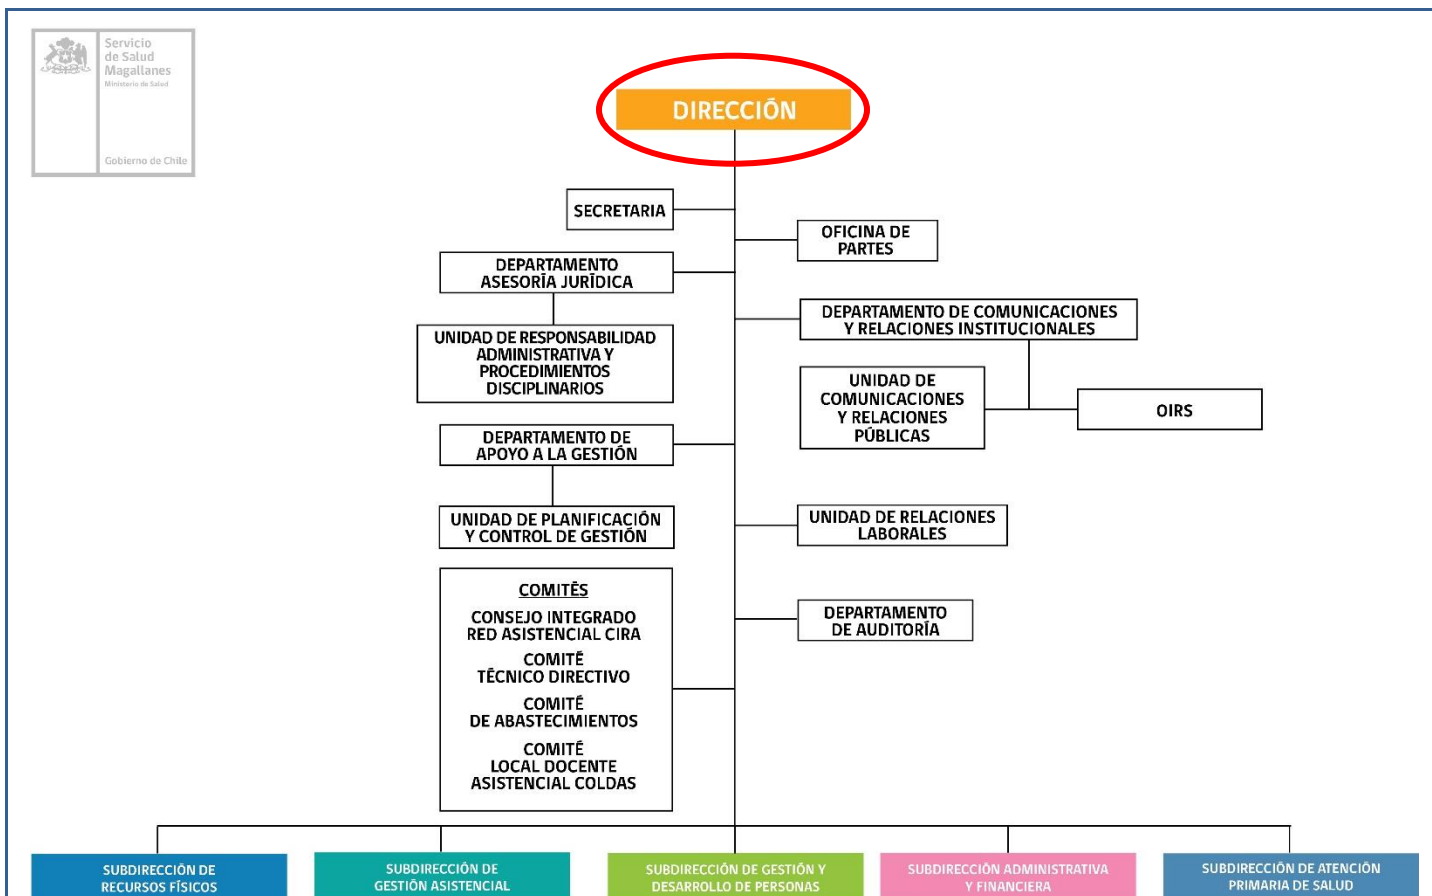 Servicio
de Salud
Magallanes
Ministerio de Salud
Gobierno de Chile
DIRECCIÓN
SECRETARIA
OFICINA DE
PARTES
DEPARTAMENTO
ASESORÍA JURÍDICA
DEPARTAMENTO DE COMUNICACIONES
Y RELACIONES INSTITUCIONALES
UNIDAD DE RESPONSABILIDAD
ADMINISTRATIVA Y
PROCEDIMIENTOS
DISCIPLINARIOS
UNIDAD DE
COMUNICACIONES
Y RELACIONES
PÚBLICAS
OIRS
DEPARTAMENTO DE
APOYO A LA GESTIÓN
UNIDAD DE PLANIFICACIÓN
Y CONTROL DE GESTIÓN
UNIDAD DE RELACIONES
LABORALES
COMITÉS
CONSEJO INTEGRADO
RED ASISTENCIAL CIRA
COMITÉ
TÉCNICO DIRECTIVO
COMITÉ
DE ABASTECIMIENTOS
COMITÉ
LOCAL DOCENTE
ASISTENCIAL COLDAS
DEPARTAMENTO
DE AUDITORÍA
SUBDIRECCIÓN DE
RECURSOS FÍSICOS
SUBDIRECCIÓN DE
GESTIÓN ASISTENCIAL
SUBDIRECCIÓN DE GESTIÓN Y
DESARROLLO DE PERSONAS
SUBDIRECCIÓN ADMINISTRATIVA
Y FINANCIERA
SUBDIRECCIÓN DE ATENCIÓN
PRIMARIA DE SALUD